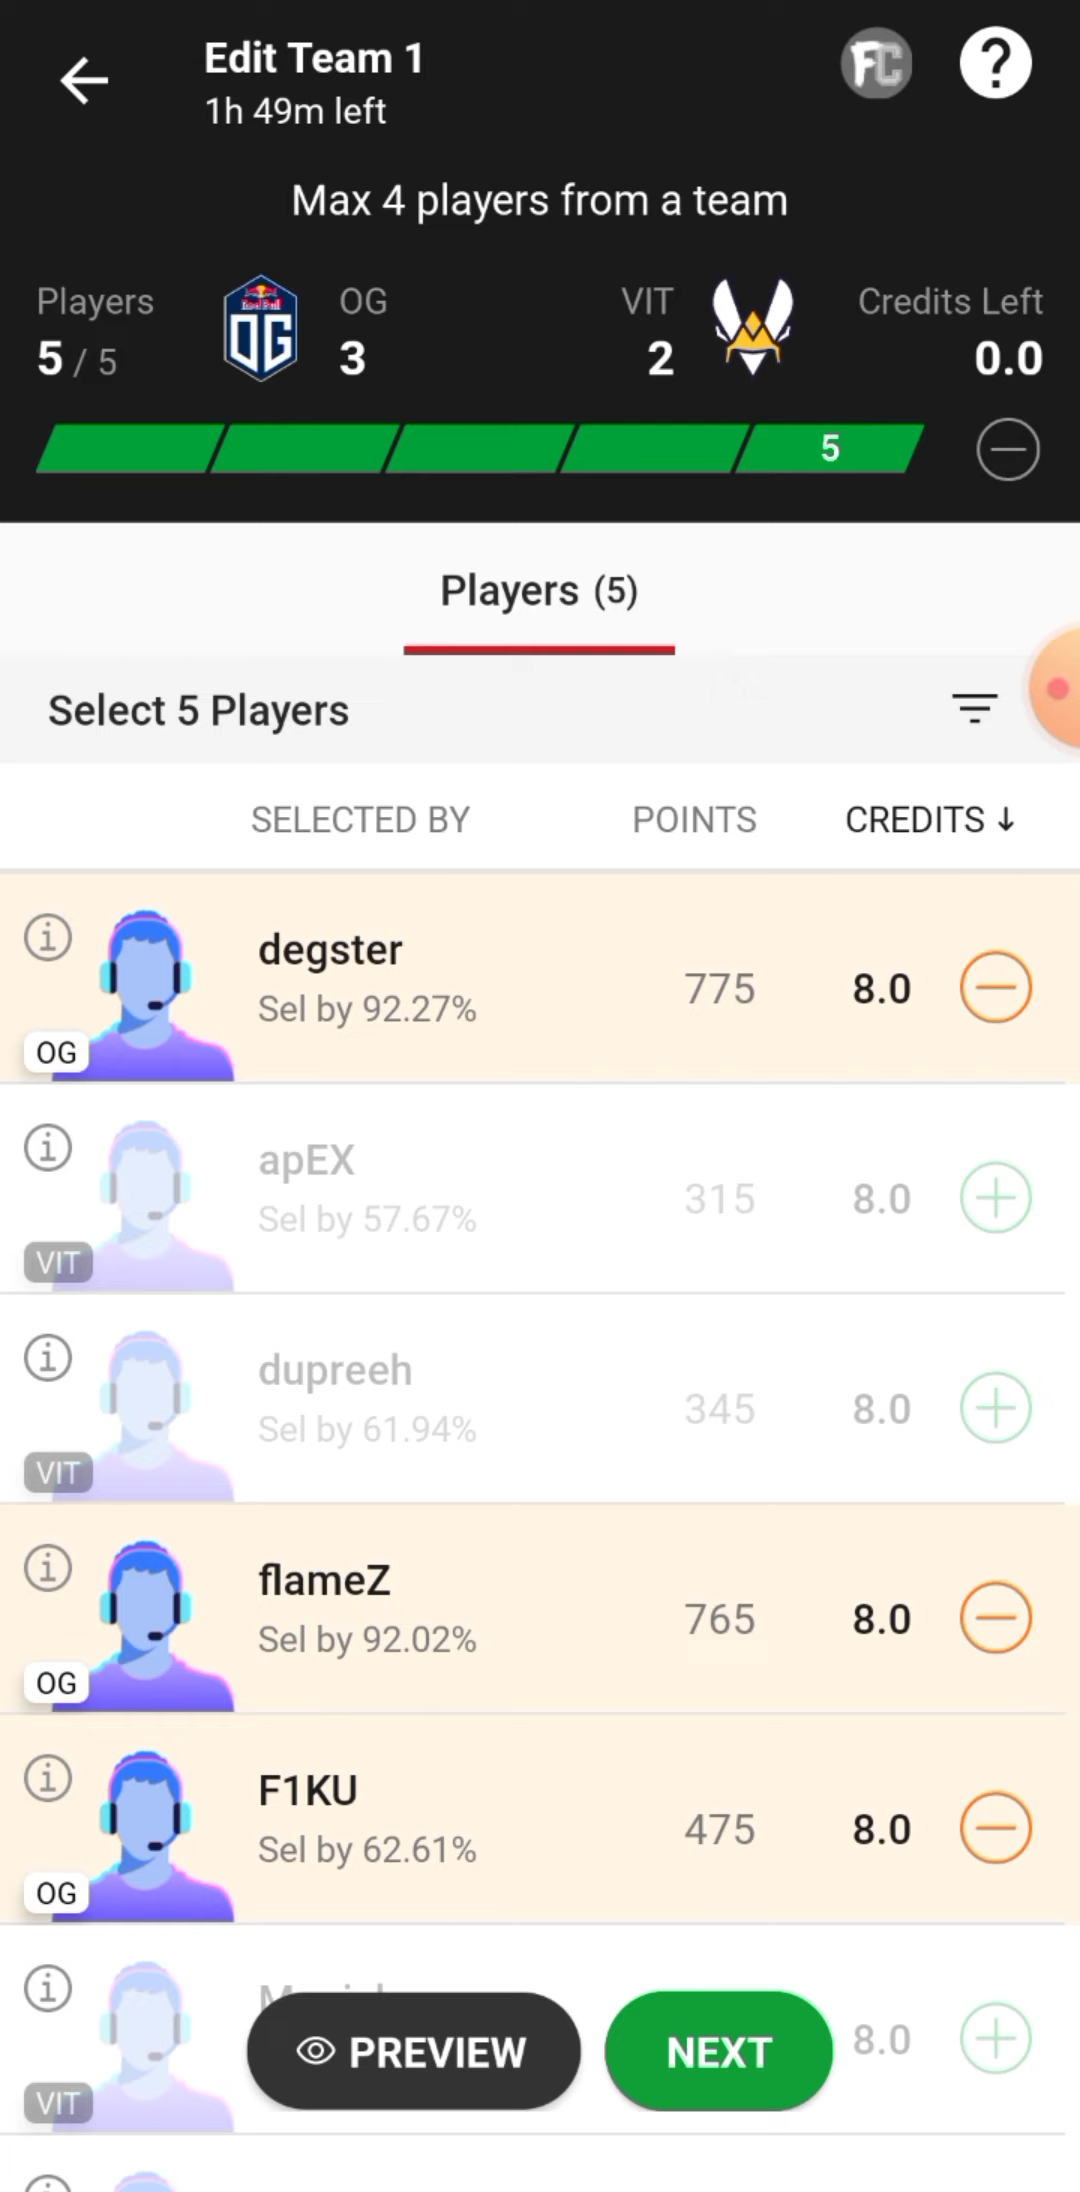 Edit Team 1
1h 49m left
FC
?
Max 4 players from a team
Players
5 / 5
Red Bull
OG
OG
3
VIT
2
Credits Left
0.0
5
Players (5)
Select 5 Players
SELECTED BY POINTS CREDITS ↓
degster
Sel by 92.27%
775 8.0
OG
apEX
Sel by 57.67%
315 8.0
VIT
dupreeh
Sel by 61.94%
345 8.0
VIT
flameZ
Sel by 92.02%
765 8.0
OG
F1KU
Sel by 62.61%
475 8.0
OG
8.0
VIT
PREVIEW
NEXT